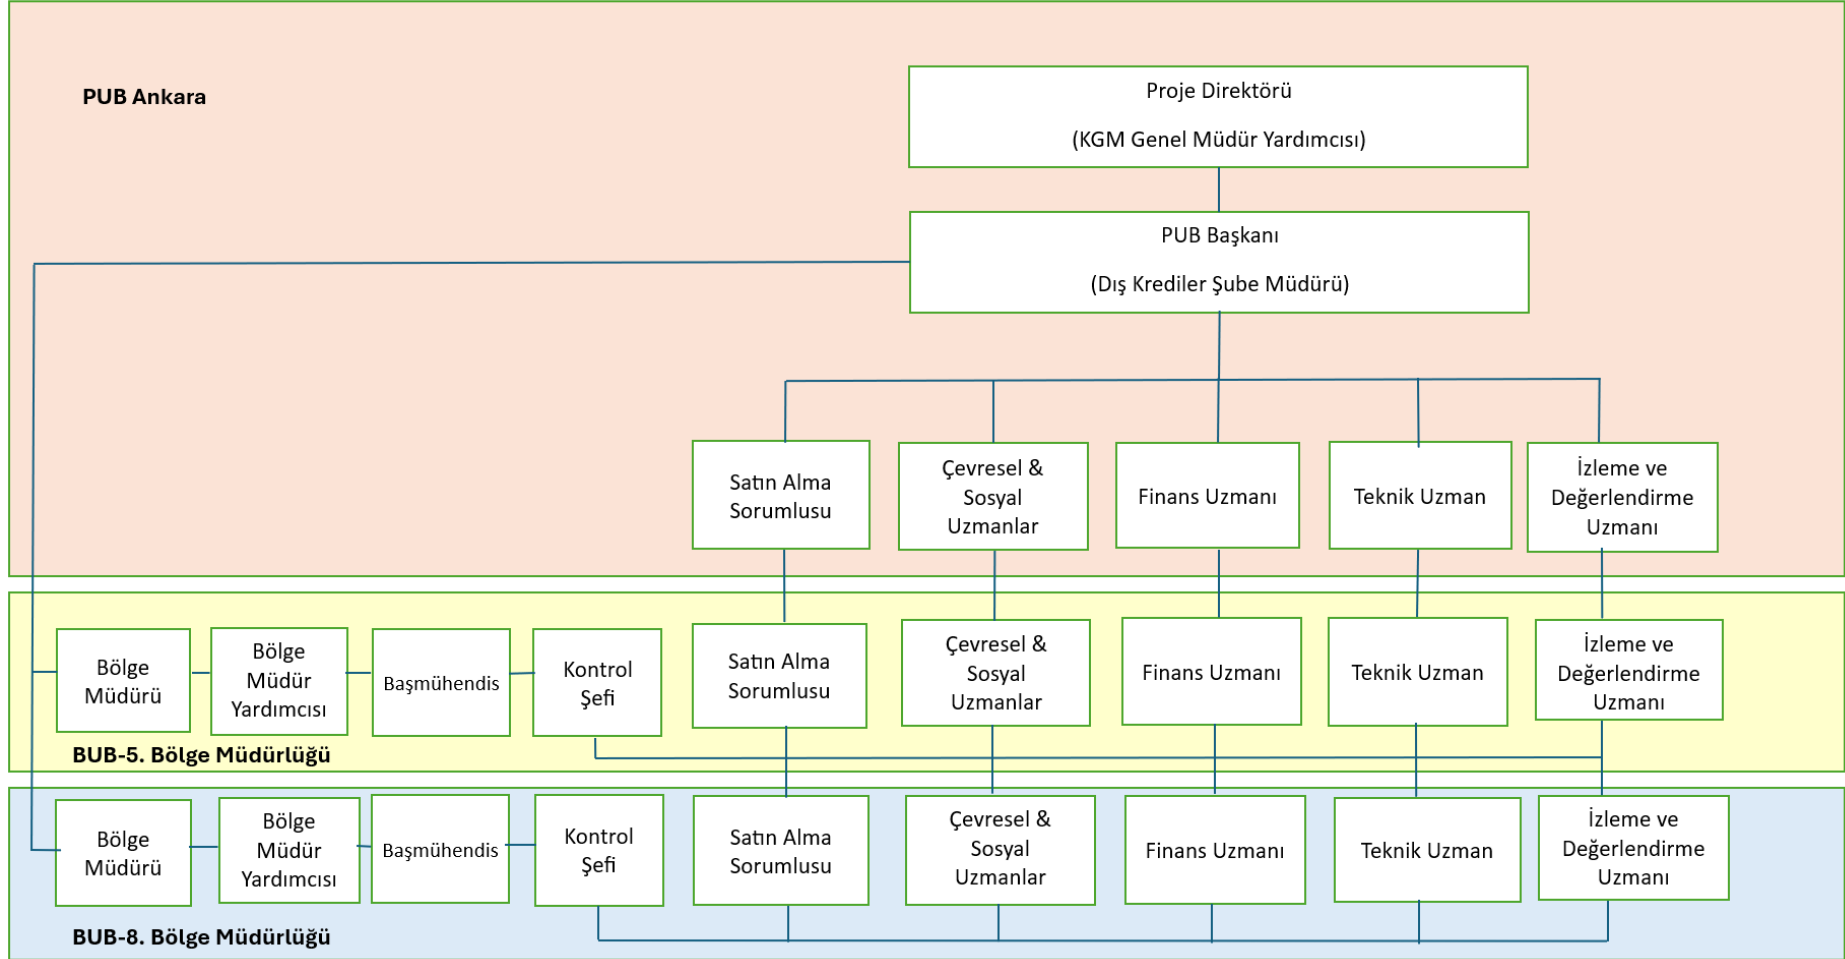 PUB Ankara
Proje Direktörü
(KGM Genel Müdür Yardımcısı)
PUB Başkanı
(Dış Krediler Şube Müdürü)
Satın Alma
Sorumlusu
Çevresel &
Sosyal
Uzmanlar
Finans Uzmanı
Teknik Uzman
İzleme ve
Değerlendirme
Uzmanı
Bölge
Müdürü
Bölge
Müdür
Yardımcısı
Başmühendis
Kontrol
Şefi
Satın Alma
Sorumlusu
Çevresel &
Sosyal
Uzmanlar
Finans Uzmanı
Teknik Uzman
İzleme ve
Değerlendirme
Uzmanı
BUB-5. Bölge Müdürlüğü
Bölge
Müdürü
Bölge
Müdür
Yardımcısı
Başmühendis
Kontrol
Şefi
Satın Alma
Sorumlusu
Çevresel &
Sosyal
Uzmanlar
Finans Uzmanı
Teknik Uzman
İzleme ve
Değerlendirme
Uzmanı
BUB-8. Bölge Müdürlüğü